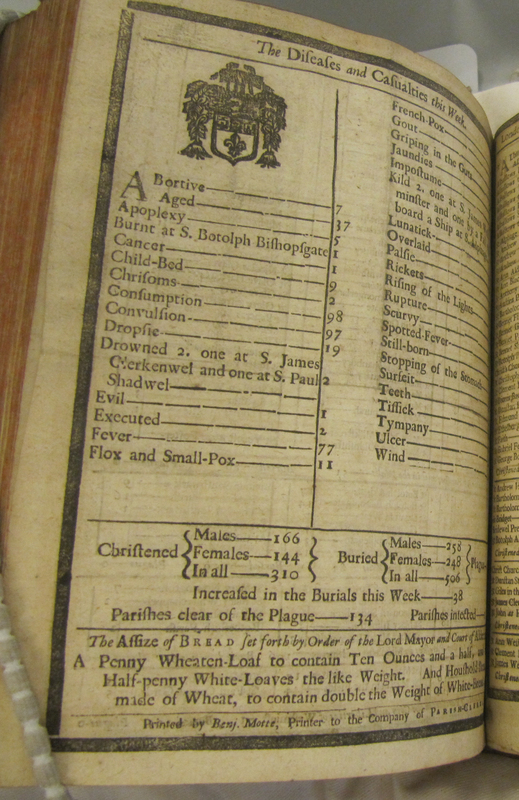 The Diſeaſes and Caſualties this Week.
ABortive 7
Aged 37
Apoplexy 5
Burnt at S. Botolph Biſhopſgate 1
Cancer 1
Child-Bed 9
Chriſoms 2
Conſumption 98
Convulſion 97
Dropſie 19
Drowned 2. one at S. James
Clerkenwel and one at S. Paul 2
Shadwel
Evil 1
Executed 2
Fever 77
Flox and Small-Pox 11
French-Pox
Gout
Griping in the Guts
Jaundies
Impoſtume
Kild 2. one at S. James
minſter and one by a
board a Ship at S.
Lunatick
Overlaid
Palſie
Rickets
Riſing of the Lights
Rupture
Scurvy
Spotted-Fever
Still-born
Stopping of the Stomach
Surfeit
Teeth
Tiſſick
Tympany
Ulcer
Wind
Chriſtened
Males 166
Females 144
In all 310
Buried
Males 258
Females 248
In all 506
Plague
Increaſed in the Burials this Week 38
Pariſhes clear of the Plague 134 Pariſhes infected
The Aſſize of BREAD ſet forth by Order of the Lord Mayor and Court of
A Penny Wheaten-Loaf to contain Ten Ounces and a half,
Half-penny White-Loaves the like Weight. And Houſhold
made of Wheat, to contain double the Weight of White
Printed by Benj. Motte, Printer to the Company of PARISH-CLERKS